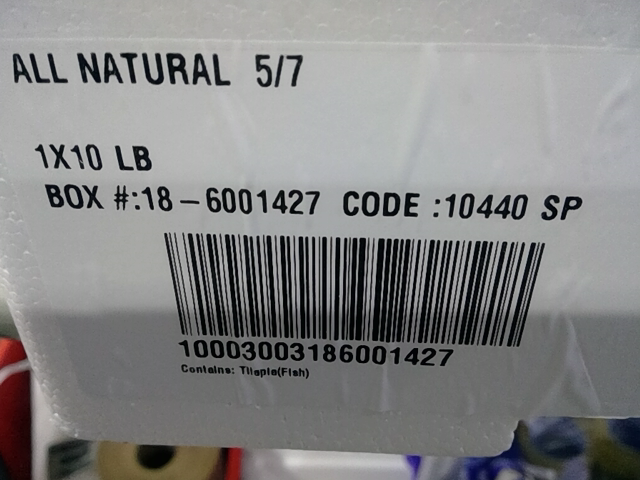 ALL NATURAL 5/7
1X10 LB
BOX #:18-6001427 CODE :10440 SP
10003003186001427
Contains: Tilapia(Fish)